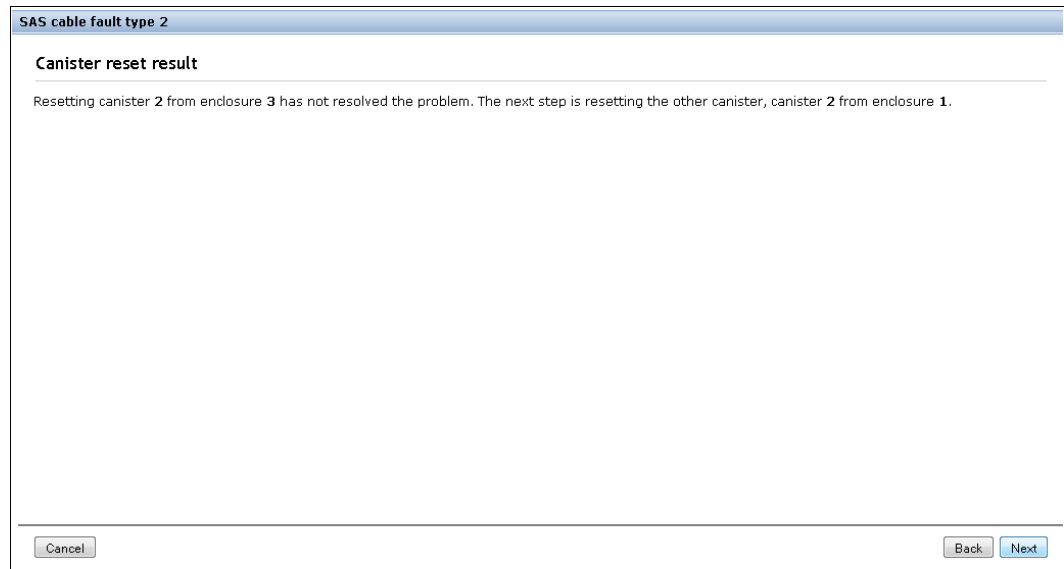 SAS cable fault type 2
Canister reset result
Resetting canister 2 from enclosure 3 has not resolved the problem. The next step is resetting the other canister, canister 2 from enclosure 1.
Cancel
Back
Next